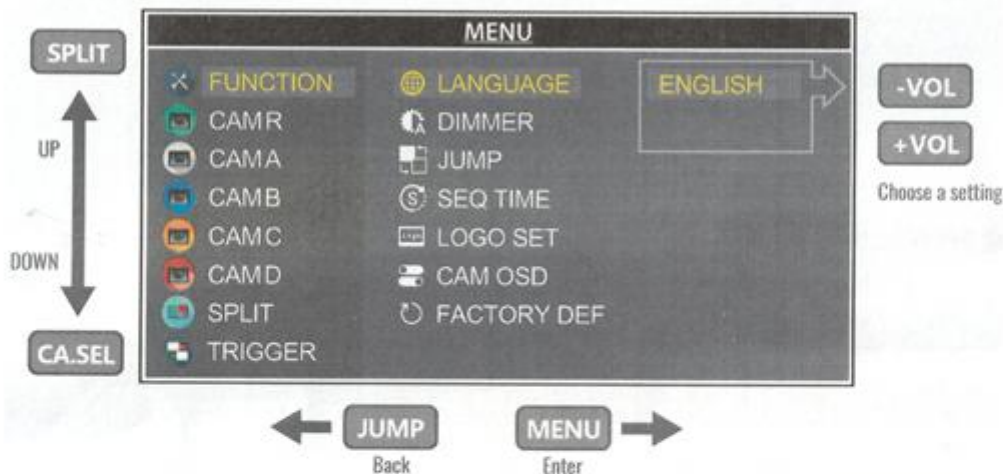 MENU
SPLIT
UP
DOWN
CA.SEL
FUNCTION
CAM R
CAM A
CAM B
CAM C
CAM D
SPLIT
TRIGGER
LANGUAGE
DIMMER
JUMP
SEQ TIME
LOGO SET
CAM OSD
FACTORY DEF
ENGLISH
-VOL
+VOL
Choose a setting
JUMP
Back
MENU
Enter